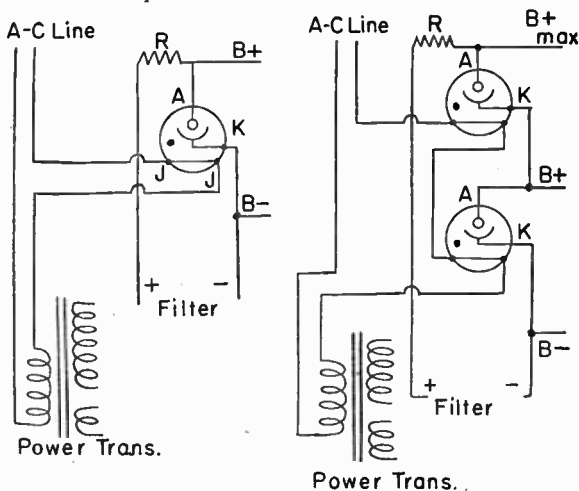 A-C Line
R
B+
A
K
J
J
B-
+ -
Filter
Power Trans.
A-C Line
R
B+
max
A
K
B+
A
K
B-
+ -
Filter
Power Trans.